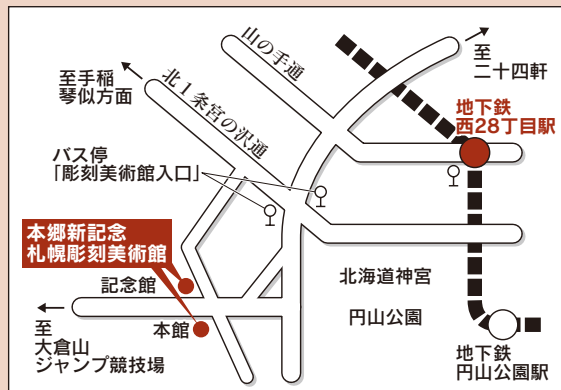 山の手通
至
二十四軒
至手稲
琴似方面
北1条宮の沢通
地下鉄
西28丁目駅
バス停
「彫刻美術館入口」
本郷新記念
札幌彫刻美術館
記念館
北海道神宮
円山公園
本館
至
大倉山
ジャンプ競技場
地下鉄
円山公園駅